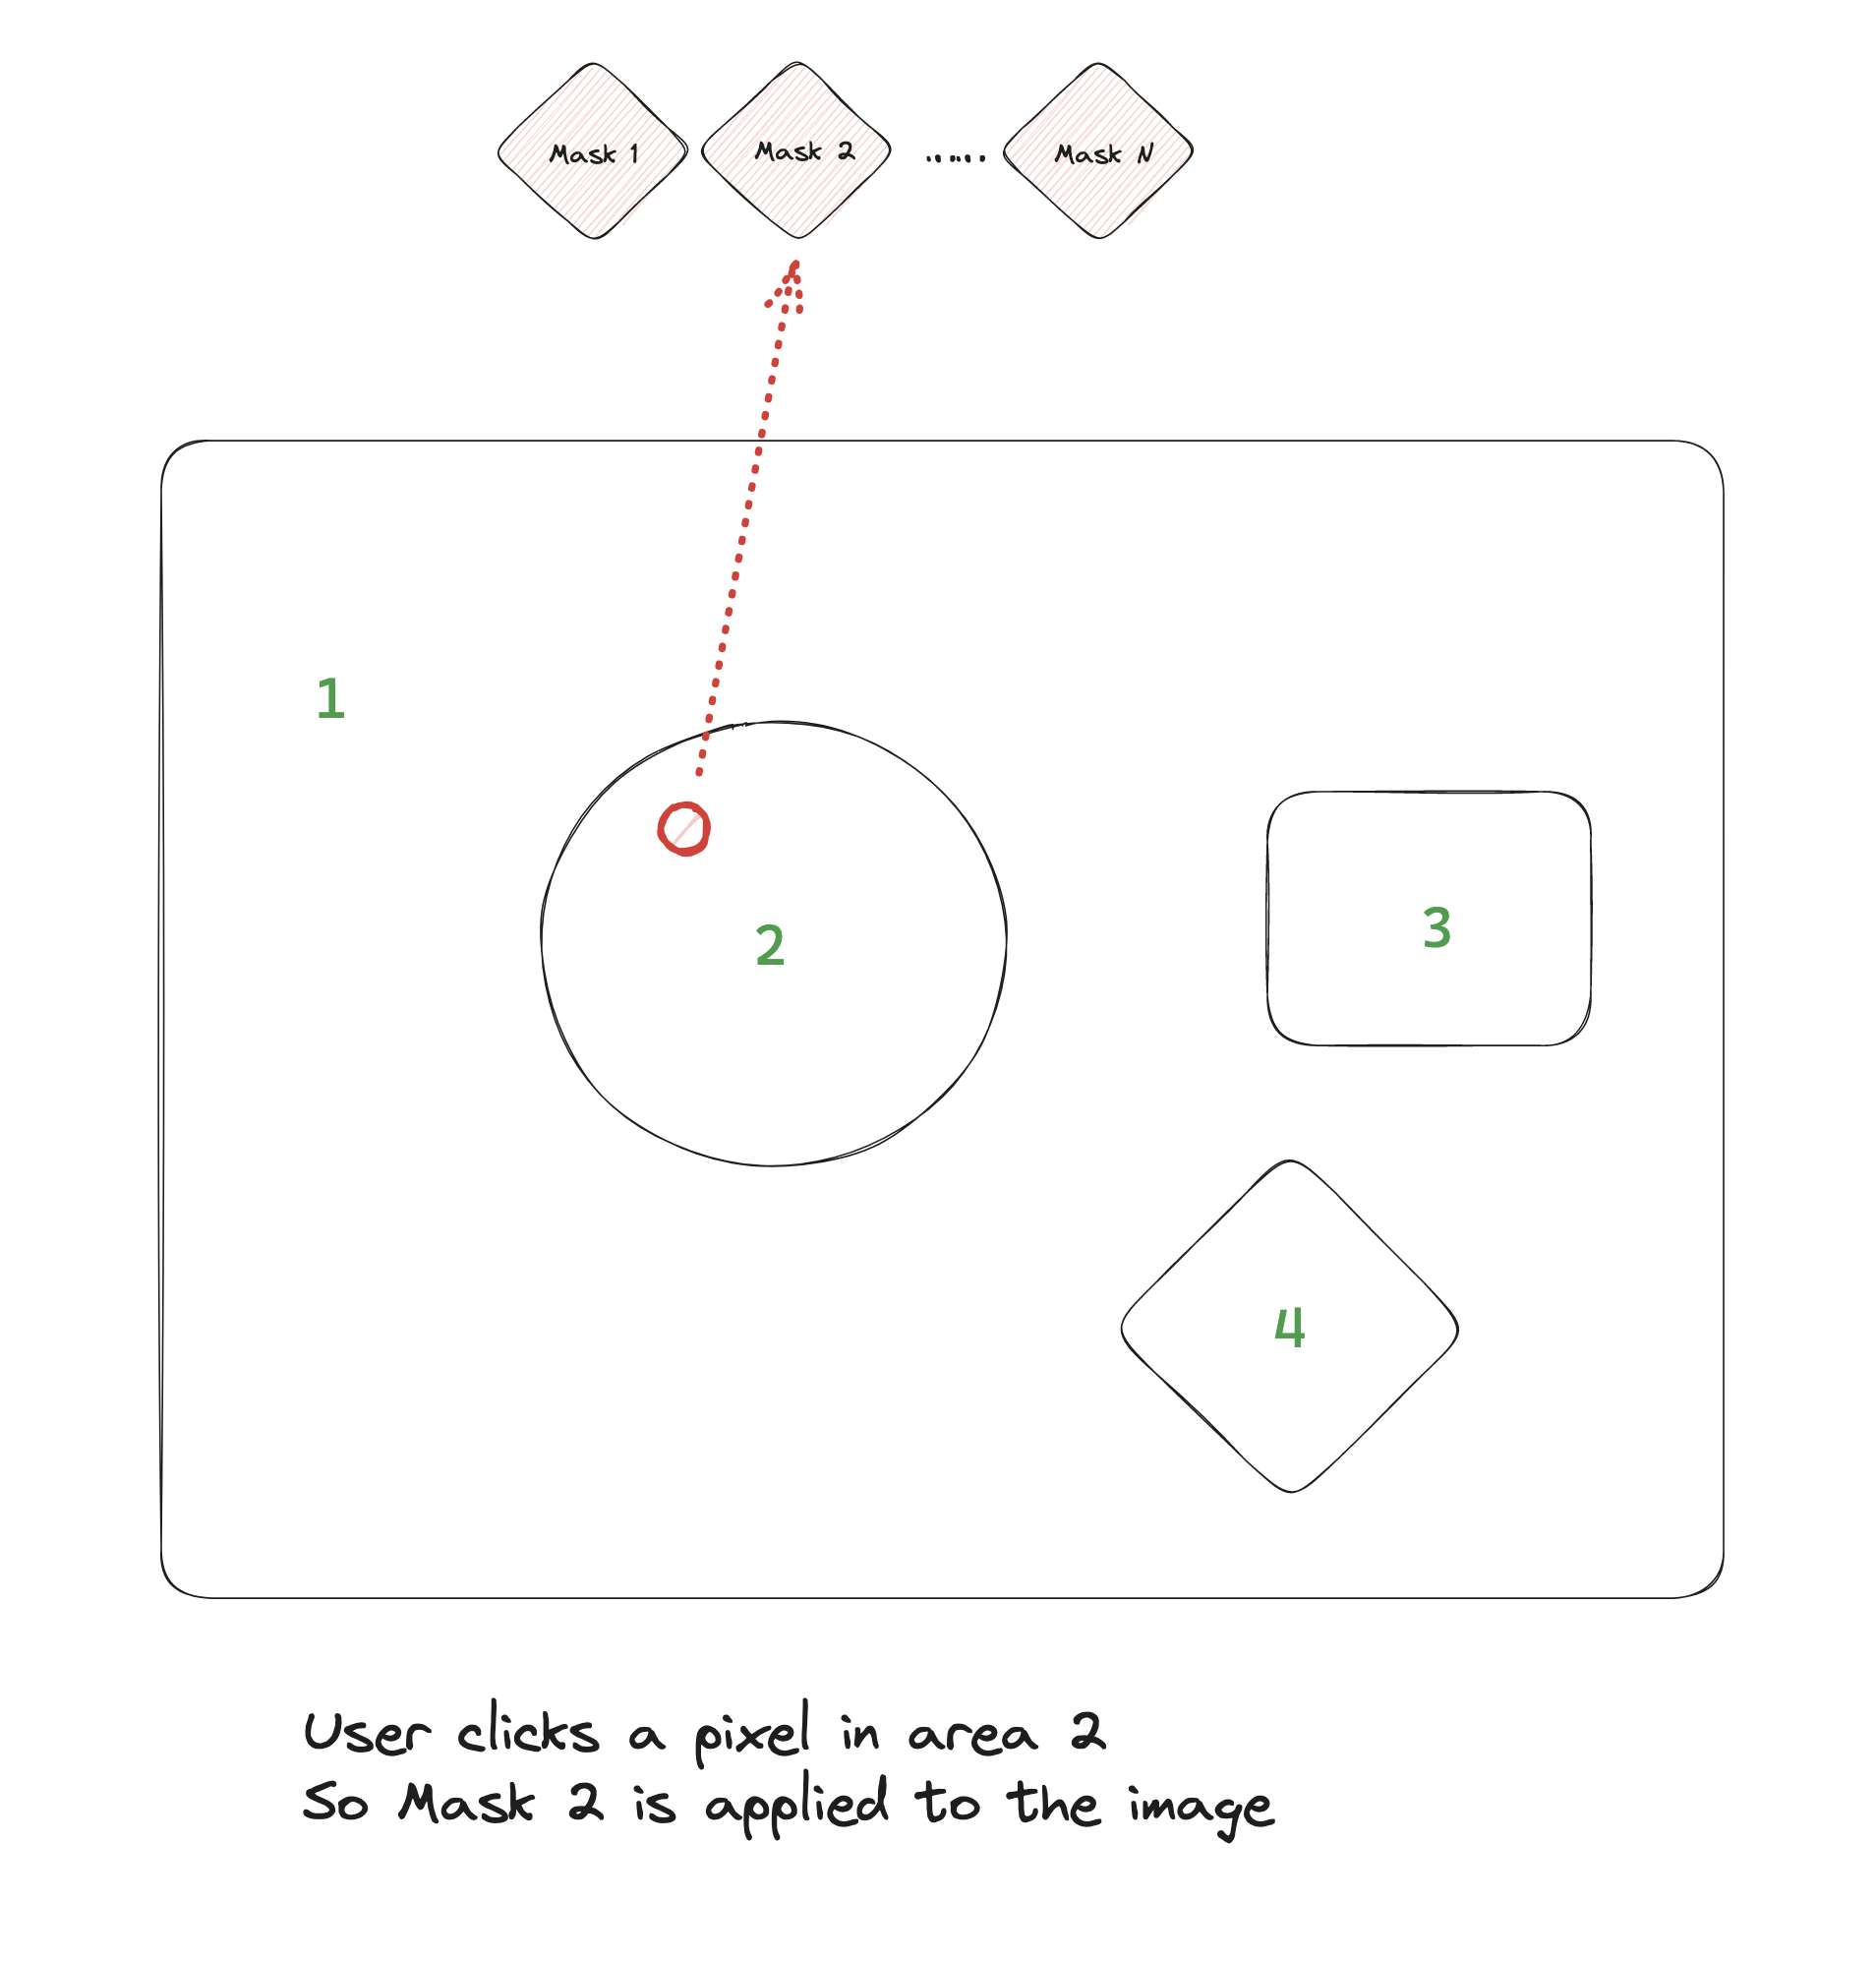 Mask 1 Mask 2 ...... Mask N
1
2
3
4
User clicks a pixel in area 2
So Mask 2 is applied to the image